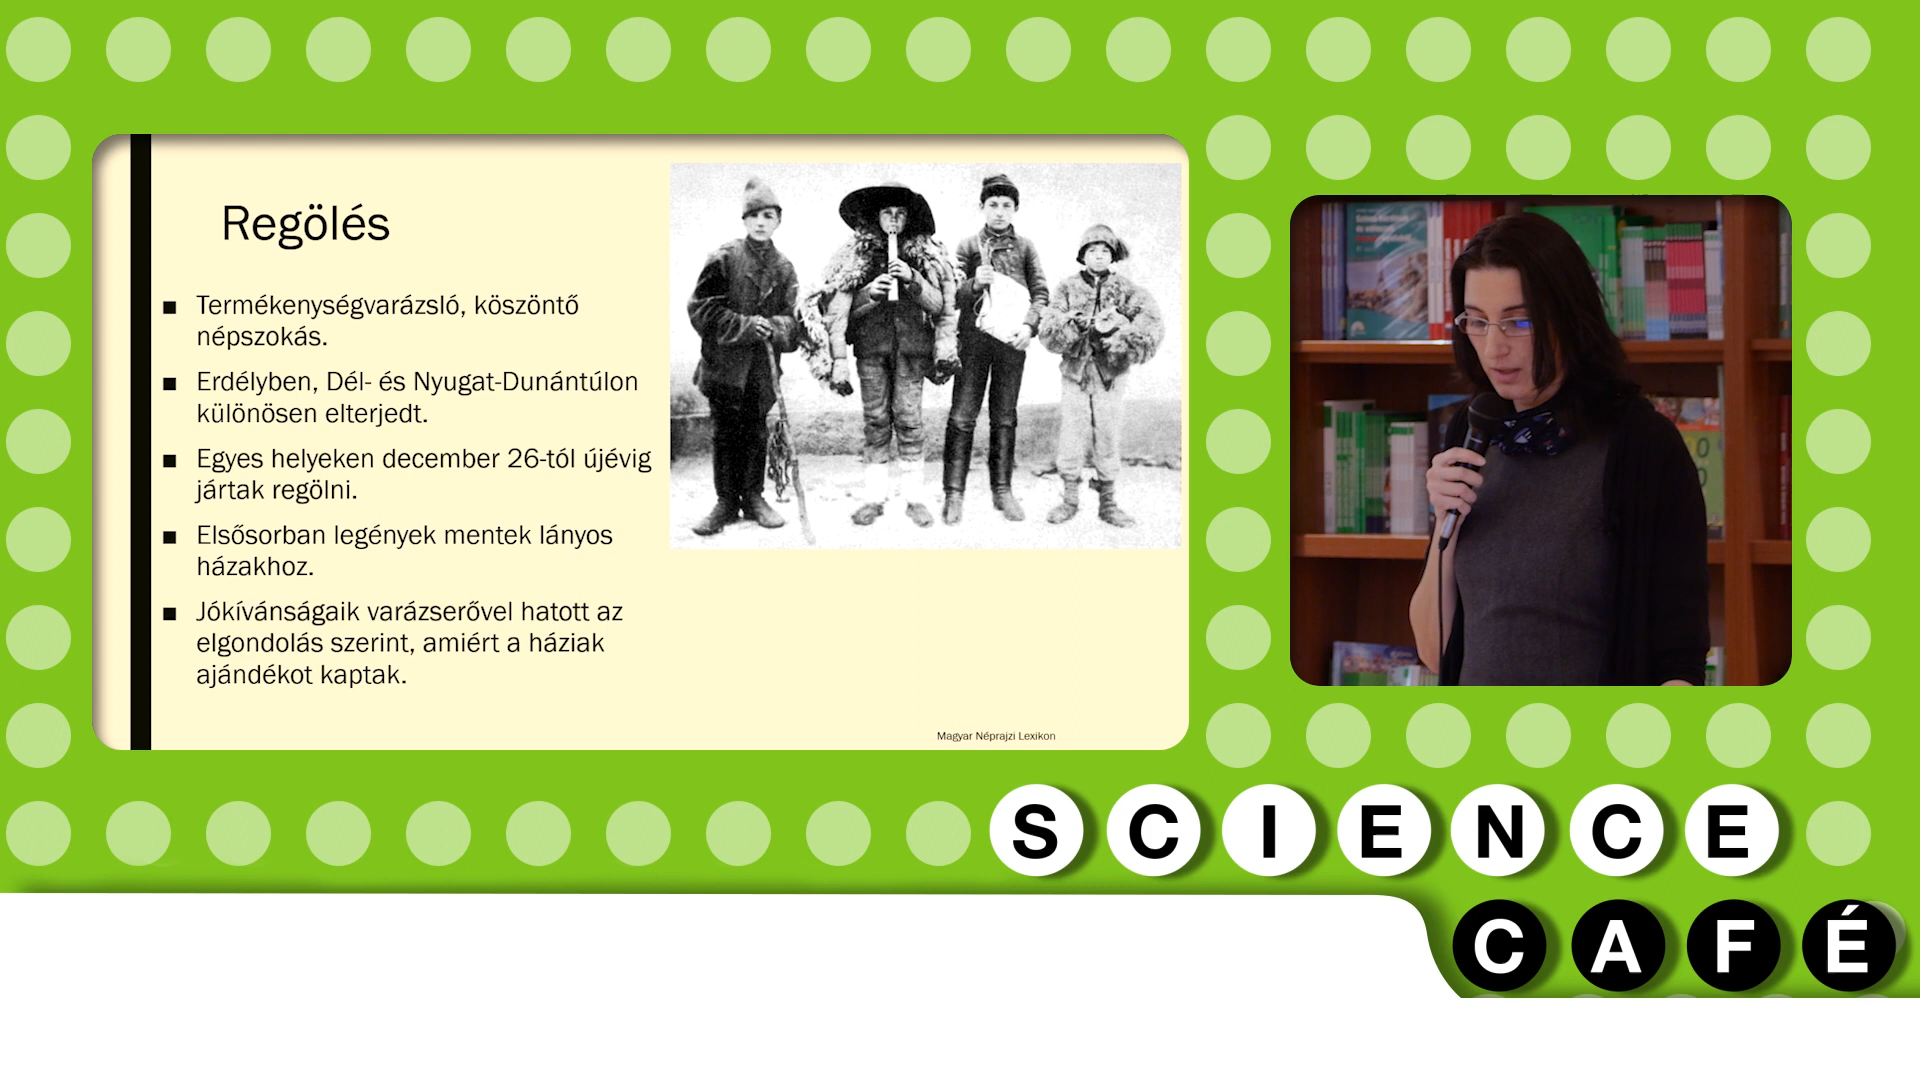 Regölés
■ Termékenységvarázsló, köszöntő
népszokás.
■ Erdélyben, Dél- és Nyugat-Dunántúlon
különösen elterjedt.
■ Egyes helyeken december 26-tól újévig
jártak regölni.
■ Elsősorban legények mentek lányos
házakhoz.
■ Jókívánságaik varázserővel hatott az
elgondolás szerint, amiért a háziak
ajándékot kaptak.
Magyar Néprajzi Lexikon
SCIENCE
CAFÉ